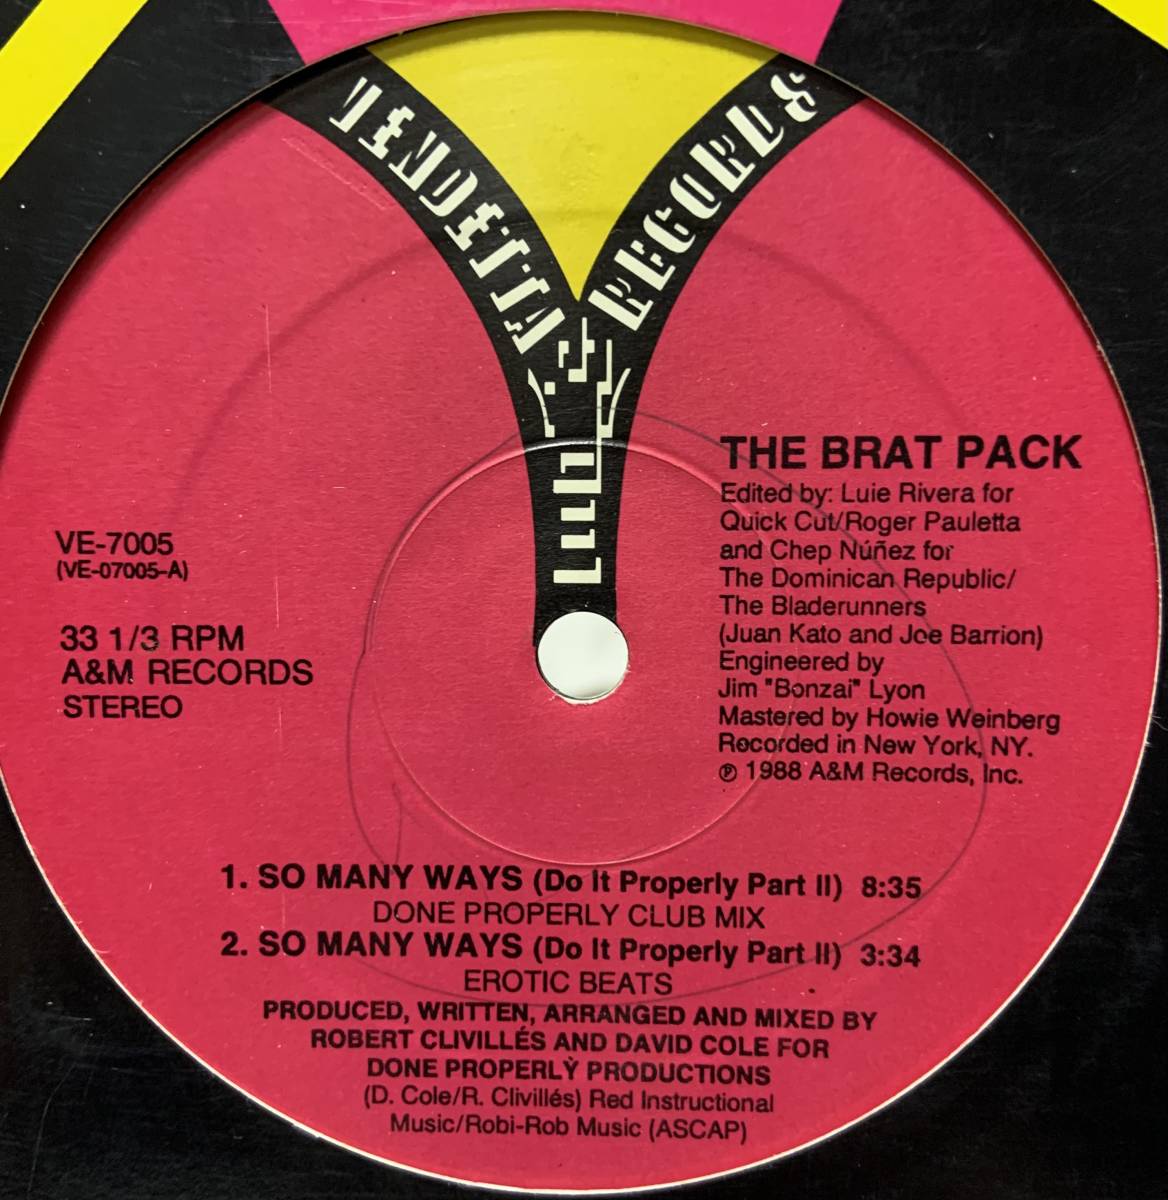 VENDETTA RECORDS
THE BRAT PACK
Edited by: Luie Rivera for
Quick Cut/Roger Pauletta
and Chep Núñez for
The Dominican Republic/
The Bladerunners
(Juan Kato and Joe Barrion)
Engineered by
Jim "Bonzai" Lyon
Mastered by Howie Weinberg
Recorded in New York, NY.
℗ 1988 A&M Records, Inc.
VE-7005
(VE-07005-A)
33 1/3 RPM
A&M RECORDS
STEREO
1. SO MANY WAYS (Do It Properly Part II) 8:35
DONE PROPERLY CLUB MIX
2. SO MANY WAYS (Do It Properly Part II) 3:34
EROTIC BEATS
PRODUCED, WRITTEN, ARRANGED AND MIXED BY
ROBERT CLIVILLÉS AND DAVID COLE FOR
DONE PROPERLY PRODUCTIONS
(D. Cole/R. Clivillés) Red Instructional
Music/Robi-Rob Music (ASCAP)